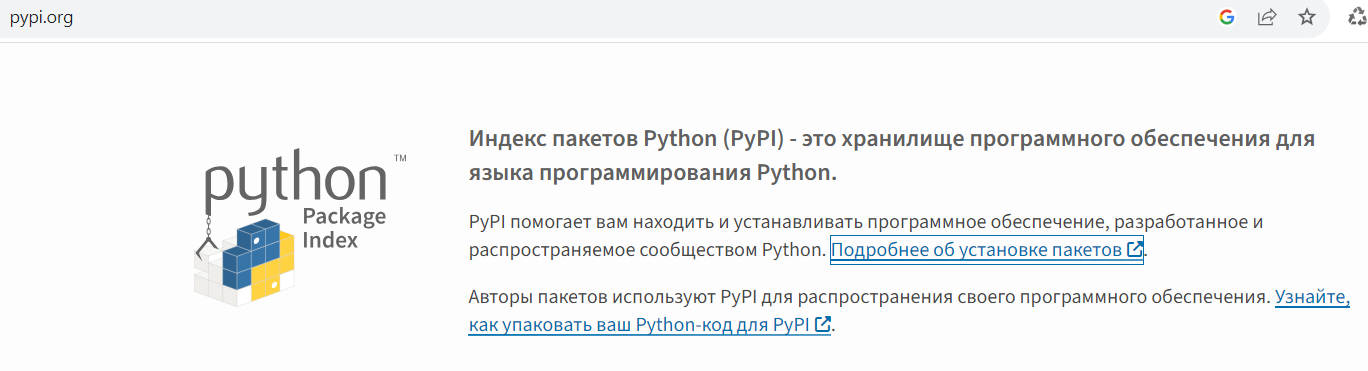 pypi.org
python
TM
Package
Index
Индекс пакетов Python (PyPI) - это хранилище программного обеспечения для
языка программирования Python.
PyPI помогает вам находить и устанавливать программное обеспечение, разработанное и
распространяемое сообществом Python. Подробнее об установке пакетов.
Авторы пакетов используют PyPI для распространения своего программного обеспечения. Узнайте,
как упаковать ваш Python-код для PyPI.